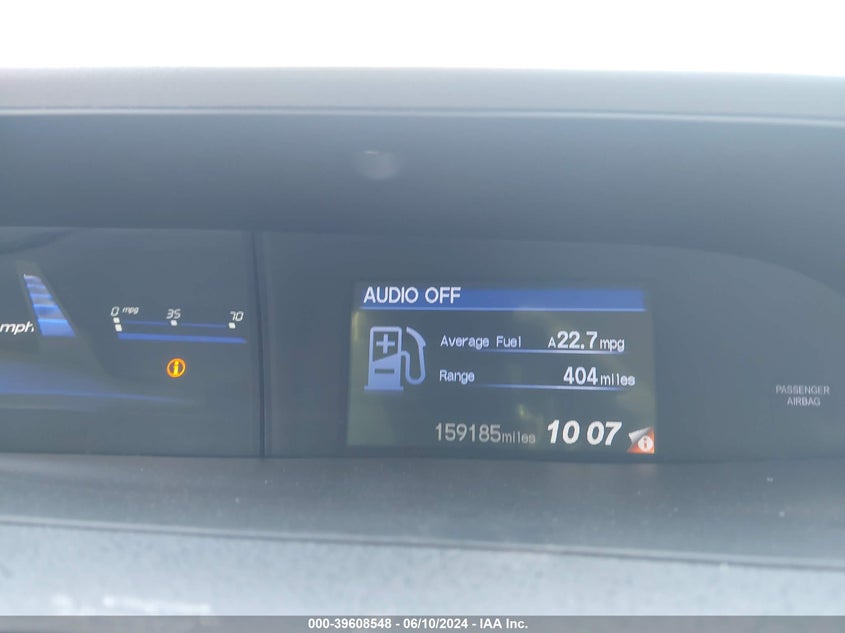 AUDIO OFF
mph
0 mpg 35 70
Average Fuel A22.7mpg
Range 404miles
PASSENGER
AIRBAG
159185miles 10 07
000-39608548 - 06/10/2024 - IAA Inc.